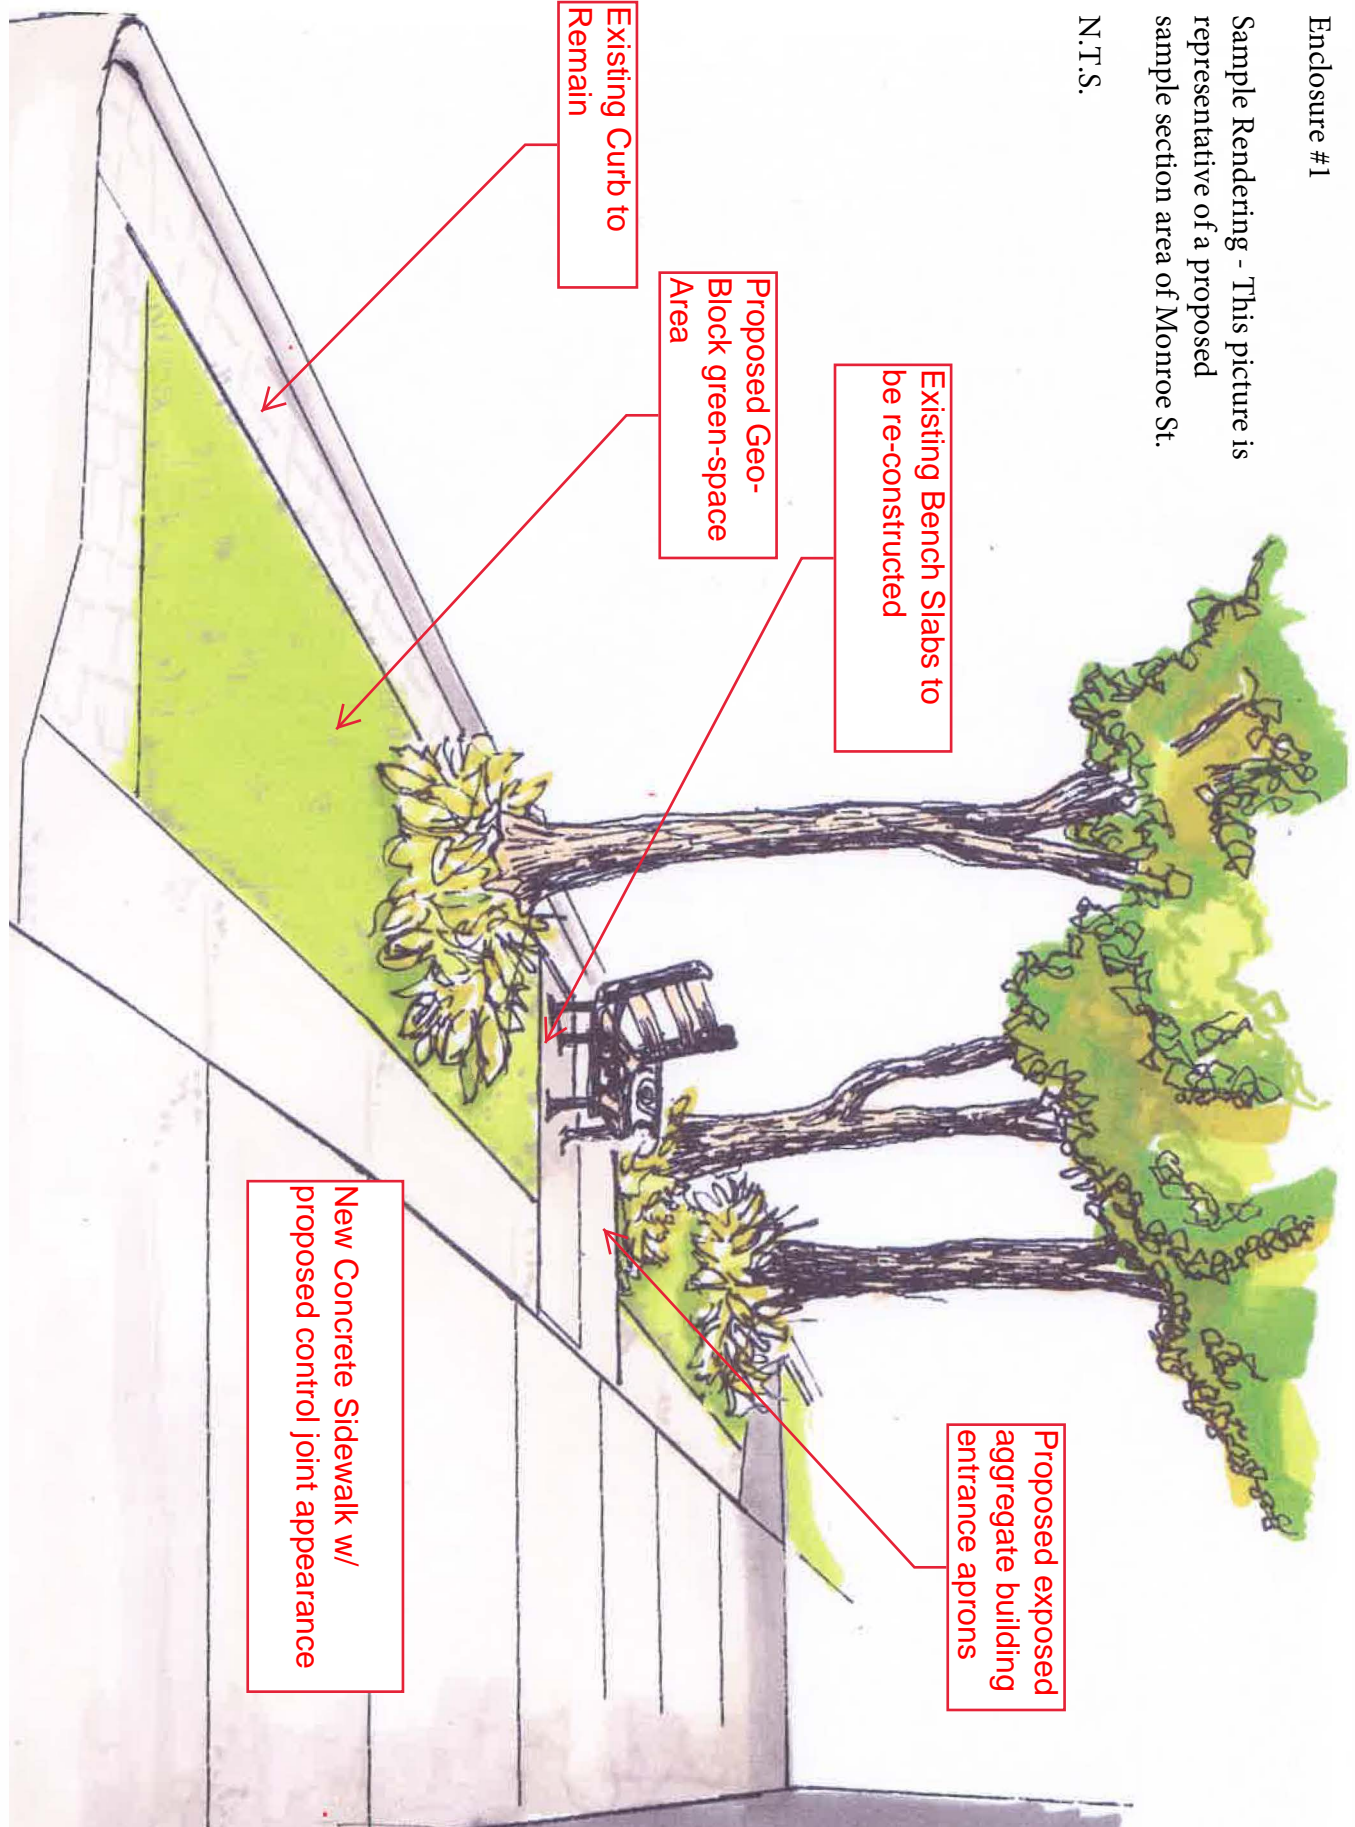 Enclosure #1
Sample Rendering - This picture is
representative of a proposed
sample section area of Monroe St.
N.T.S.
Existing Curb to
Remain
Proposed Geo-
Block green-space
Area
Existing Bench Slabs to
be re-constructed
Proposed exposed
aggregate building
entrance aprons
New Concrete Sidewalk w/
proposed control joint appearance